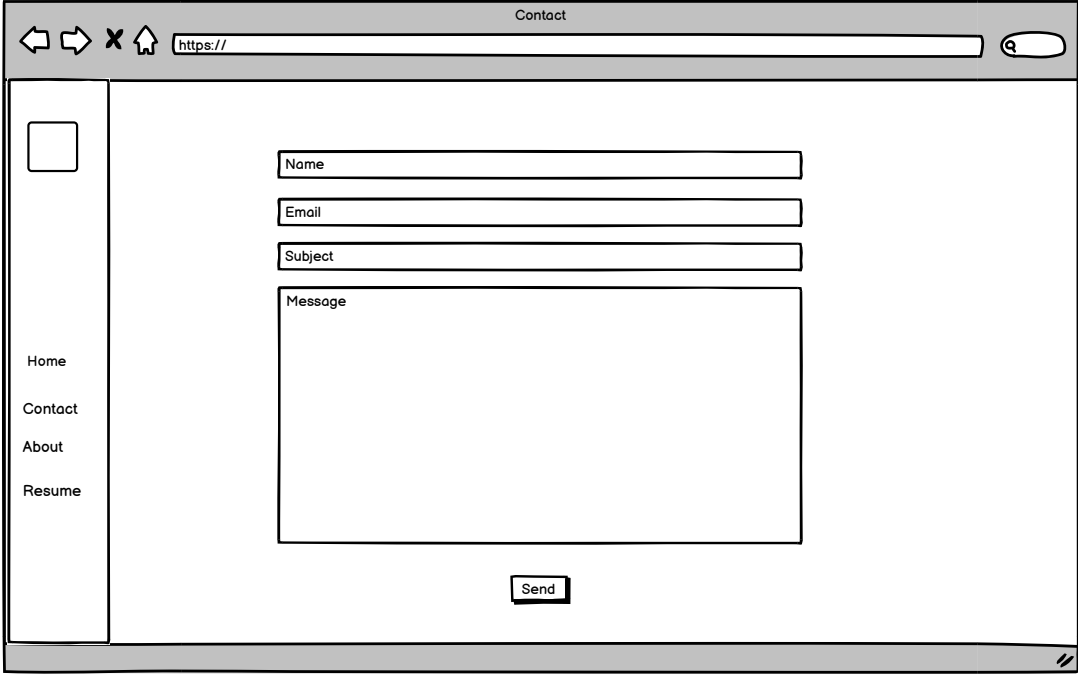 Contact
https://
Name
Email
Subject
Message
Home
Contact
About
Resume
Send